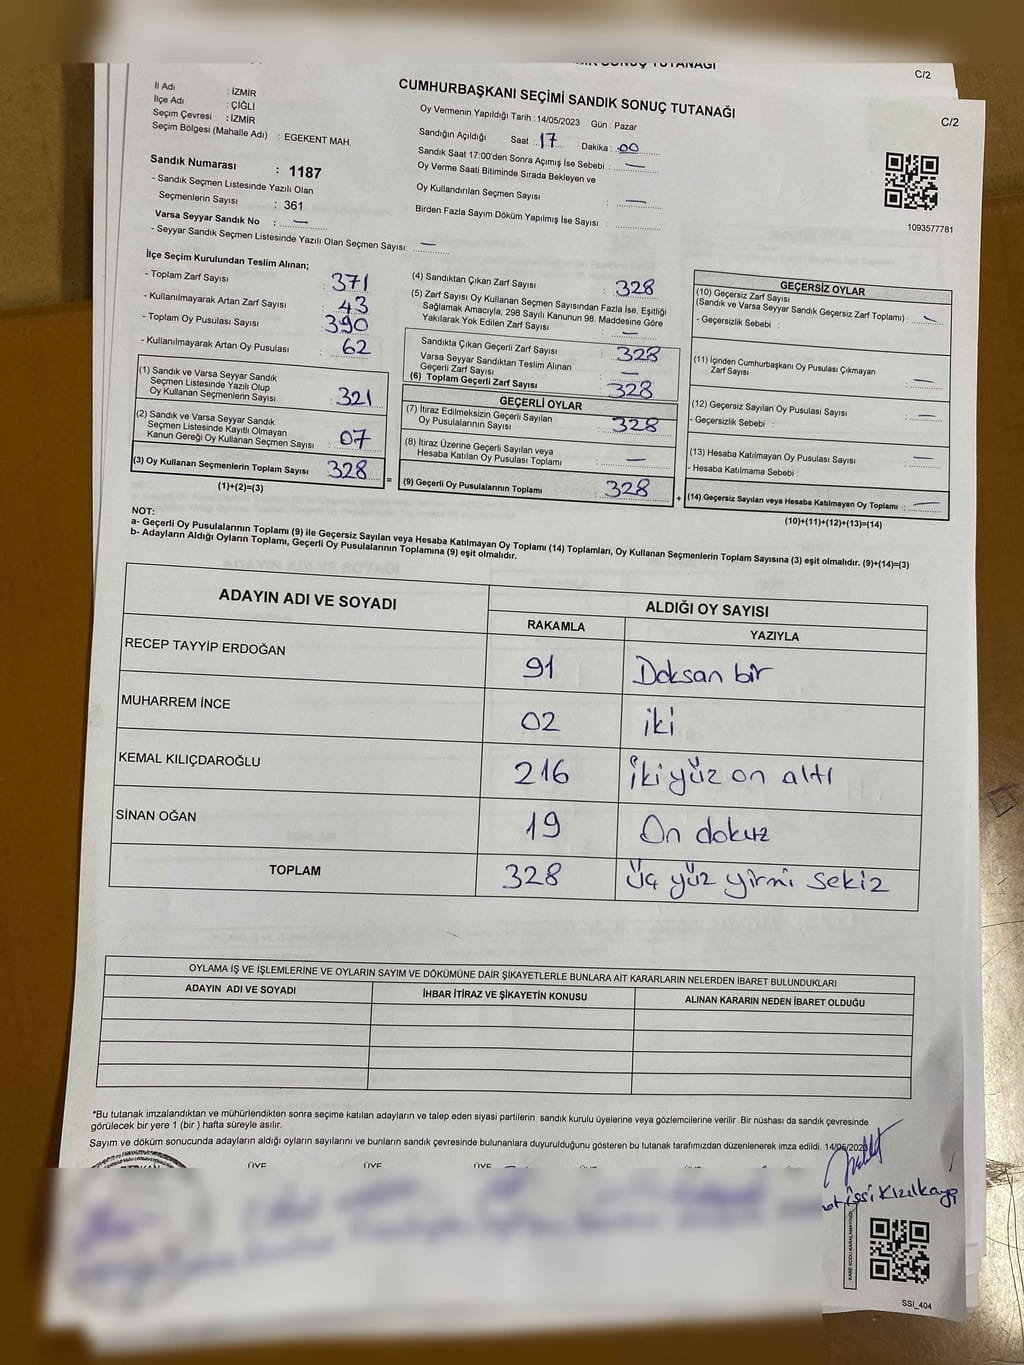 C/2
CUMHURBAŞKANI SEÇİMİ SANDIK SONUÇ TUTANAĞI
C/2
İl Adı : İZMİR
İlçe Adı : ÇİĞLİ
Seçim Çevresi : İZMİR
Seçim Bölgesi (Mahalle Adı) : EGEKENT MAH.
Oy Vermenin Yapıldığı Tarih : 14/05/2023 Gün : Pazar
Sandığın Açıldığı Saat : 17 Dakika : 00
Sandık Saat 17:00'den Sonra Açımış İse Sebebi : —
Oy Verme Saati Bitiminde Sırada Bekleyen ve
Oy Kullandırılan Seçmen Sayısı : —
Birden Fazla Sayım Döküm Yapılmış İse Sayısı :
1093577781
Sandık Numarası : 1187
- Sandık Seçmen Listesinde Yazılı Olan
Seçmenlerin Sayısı : 361
Varsa Seyyar Sandık No : —
- Seyyar Sandık Seçmen Listesinde Yazılı Olan Seçmen Sayısı: —
İlçe Seçim Kurulundan Teslim Alınan;
- Toplam Zarf Sayısı : 371
- Kullanılmayarak Artan Zarf Sayısı : 43
- Toplam Oy Pusulası Sayısı : 390
- Kullanılmayarak Artan Oy Pusulası : 62
(1) Sandık ve Varsa Seyyar Sandık
Seçmen Listesinde Yazılı Olup
Oy Kullanan Seçmenlerin Sayısı : 321
(2) Sandık ve Varsa Seyyar Sandık
Seçmen Listesinde Kayıtlı Olmayan
Kanun Gereği Oy Kullanan Seçmen Sayısı : 07
(3) Oy Kullanan Seçmenlerin Toplam Sayısı : 328
(1)+(2)=(3)
=
(4) Sandıktan Çıkan Zarf Sayısı : 328
(5) Zarf Sayısı Oy Kullanan Seçmen Sayısından Fazla İse, Eşitliği
Sağlamak Amacıyla, 298 Sayılı Kanunun 98. Maddesine Göre
Yakılarak Yok Edilen Zarf Sayısı : —
Sandıkta Çıkan Geçerli Zarf Sayısı : 328
Varsa Seyyar Sandıktan Teslim Alınan
Geçerli Zarf Sayısı : —
(6) Toplam Geçerli Zarf Sayısı : 328
GEÇERLİ OYLAR
(7) İtiraz Edilmeksizin Geçerli Sayılan
Oy Pusulalarının Sayısı : 328
(8) İtiraz Üzerine Geçerli Sayılan veya
Hesaba Katılan Oy Pusulası Toplamı : —
(9) Geçerli Oy Pusulalarının Toplamı : 328
+
GEÇERSİZ OYLAR
(10) Geçersiz Zarf Sayısı
(Sandık ve Varsa Seyyar Sandık Geçersiz Zarf Toplamı) : —
- Geçersizlik Sebebi :
(11) İçinden Cumhurbaşkanı Oy Pusulası Çıkmayan
Zarf Sayısı : —
(12) Geçersiz Sayılan Oy Pusulası Sayısı : —
- Geçersizlik Sebebi :
(13) Hesaba Katılmayan Oy Pusulası Sayısı : —
- Hesaba Katılmama Sebebi :
(14) Geçersiz Sayılan veya Hesaba Katılmayan Oy Toplamı : —
(10)+(11)+(12)+(13)=(14)
NOT:
a- Geçerli Oy Pusulalarının Toplamı (9) ile Geçersiz Sayılan veya Hesaba Katılmayan Oy Toplamı (14) Toplamları, Oy Kullanan Seçmenlerin Toplam Sayısına (3) eşit olmalıdır. (9)+(14)=(3)
b- Adayların Aldığı Oyların Toplamı, Geçerli Oy Pusulalarının Toplamına (9) eşit olmalıdır.
ADAYIN ADI VE SOYADI ALDIĞI OY SAYISI
RAKAMLA YAZIYLA
RECEP TAYYİP ERDOĞAN 91 Doksan bir
MUHARREM İNCE 02 iki
KEMAL KILIÇDAROĞLU 216 İki yüz on altı
SİNAN OĞAN 19 On dokuz
TOPLAM 328 Üç yüz yirmi sekiz
OYLAMA İŞ VE İŞLEMLERİNE VE OYLARIN SAYIM VE DÖKÜMÜNE DAİR ŞİKAYETLERLE BUNLARA AİT KARARLARIN NELERDEN İBARET BULUNDUKLARI
ADAYIN ADI VE SOYADI İHBAR İTİRAZ VE ŞİKAYETİN KONUSU ALINAN KARARIN NEDEN İBARET OLDUĞU
*Bu tutanak imzalandıktan ve mühürlendikten sonra seçime katılan adayların ve talep eden siyasi partilerin sandık kurulu üyelerine veya gözlemcilerine verilir .Bir nüshası da sandık çevresinde
görülecek bir yere 1 (bir ) hafta süreyle asılır.
Sayım ve döküm sonucunda adayların aldığı oyların sayılarını ve bunların sandık çevresinde bulunanlara duyurulduğunu gösteren bu tutanak tarafımızdan düzenlenerek imza edildi. 14/05/2023
ÜYE ÜYE ÜYE
Kızılkaya
KARE KODU KARALAMAYINIZ!
SSI_404